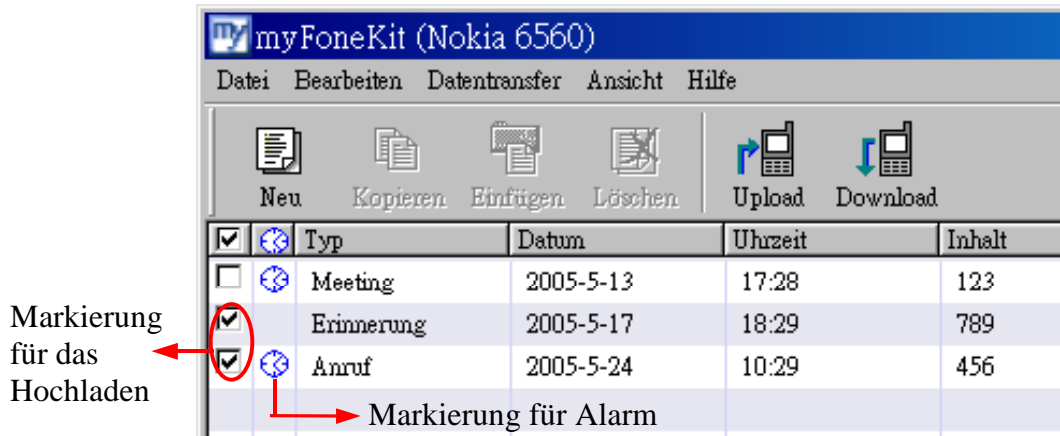 my myFoneKit (Nokia 6560)
Datei Bearbeiten Datentransfer Ansicht Hilfe
Neu Kopieren Einfügen Löschen Upload Download
Typ Datum Uhrzeit Inhalt
Meeting 2005-5-13 17:28 123
Erinnerung 2005-5-17 18:29 789
Anruf 2005-5-24 10:29 456
Markierung
für das
Hochladen
Markierung für Alarm